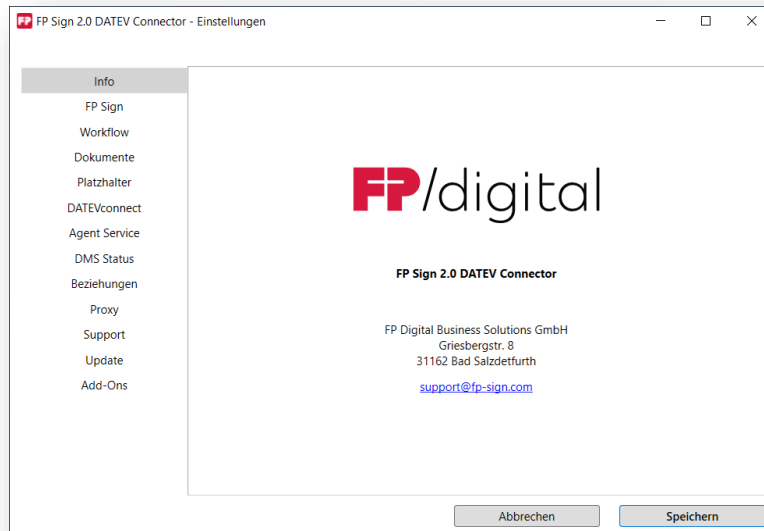 FP FP Sign 2.0 DATEV Connector - Einstellungen
Info
FP Sign
Workflow
Dokumente
Platzhalter
DATEVconnect
Agent Service
DMS Status
Beziehungen
Proxy
Support
Update
Add-Ons
FP/digital
FP Sign 2.0 DATEV Connector
FP Digital Business Solutions GmbH
Griesbergstr. 8
31162 Bad Salzdetfurth
support@fp-sign.com
Abbrechen
Speichern